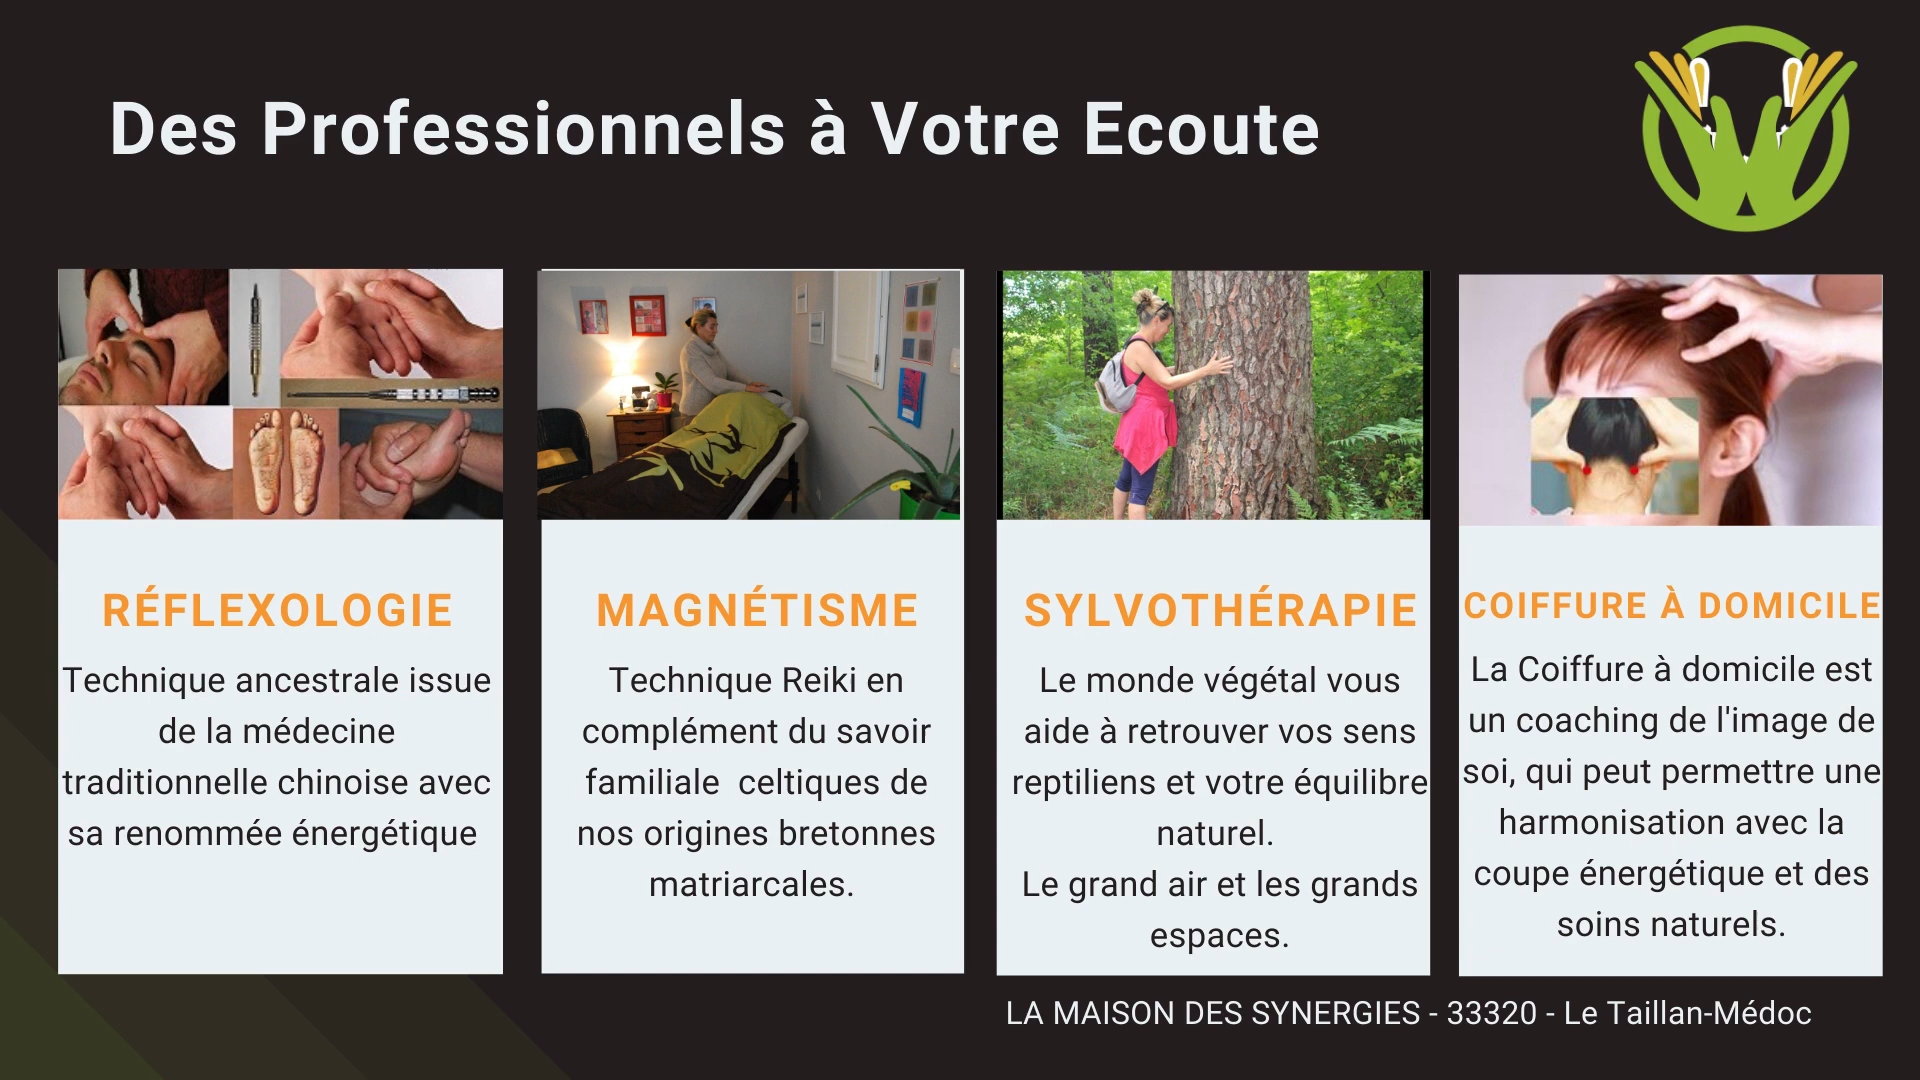 Des Professionnels à Votre Ecoute
RÉFLEXOLOGIE
Technique ancestrale issue
de la médecine
traditionnelle chinoise avec
sa renommée énergétique
MAGNÉTISME
Technique Reiki en
complément du savoir
familiale  celtiques de
nos origines bretonnes
matriarcales.
SYLVOTHÉRAPIE
Le monde végétal vous
aide à retrouver vos sens
reptiliens et votre équilibre
naturel.
Le grand air et les grands
espaces.
COIFFURE À DOMICILE
La Coiffure à domicile est
un coaching de l'image de
soi, qui peut permettre une
harmonisation avec la
coupe énergétique et des
soins naturels.
LA MAISON DES SYNERGIES - 33320 - Le Taillan-Médoc